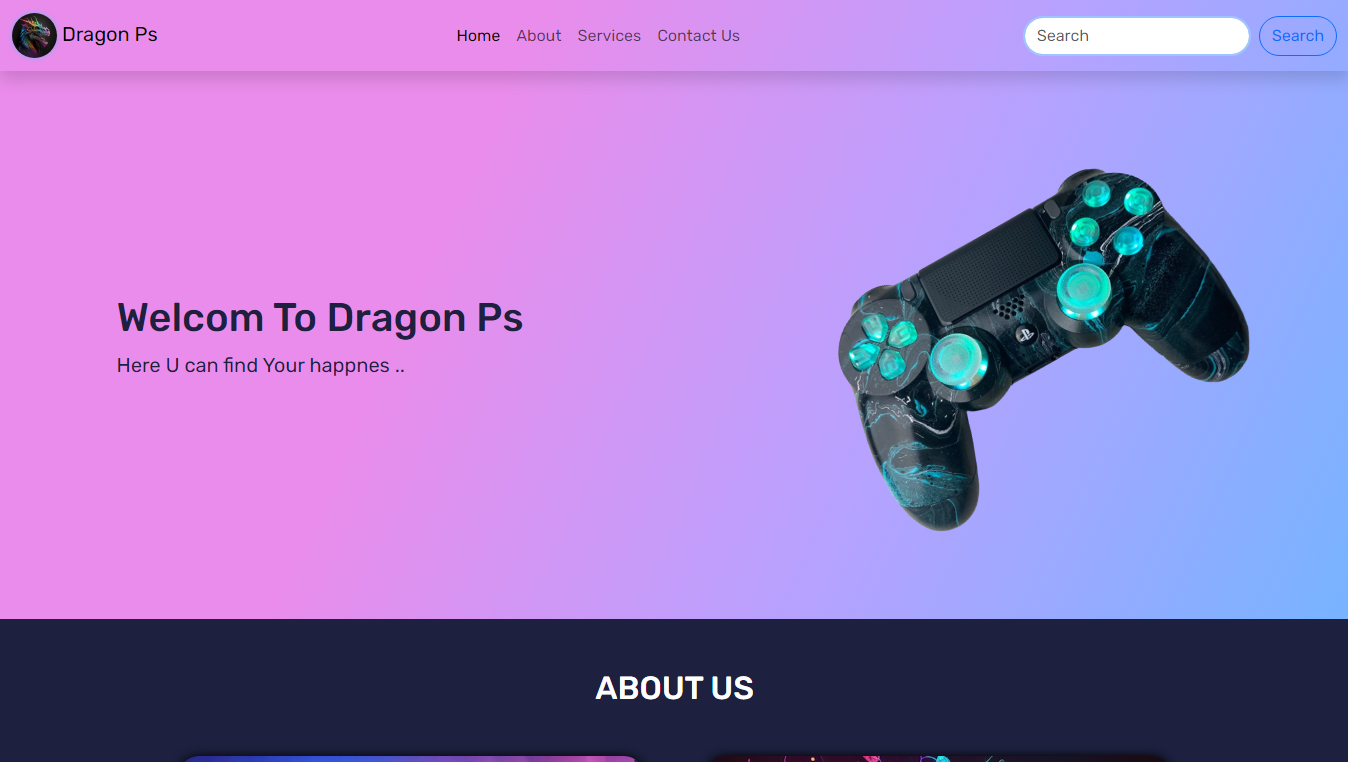 Dragon Ps
Home About Services Contact Us
Search
Search
Welcom To Dragon Ps
Here U can find Your happnes ..
ABOUT US